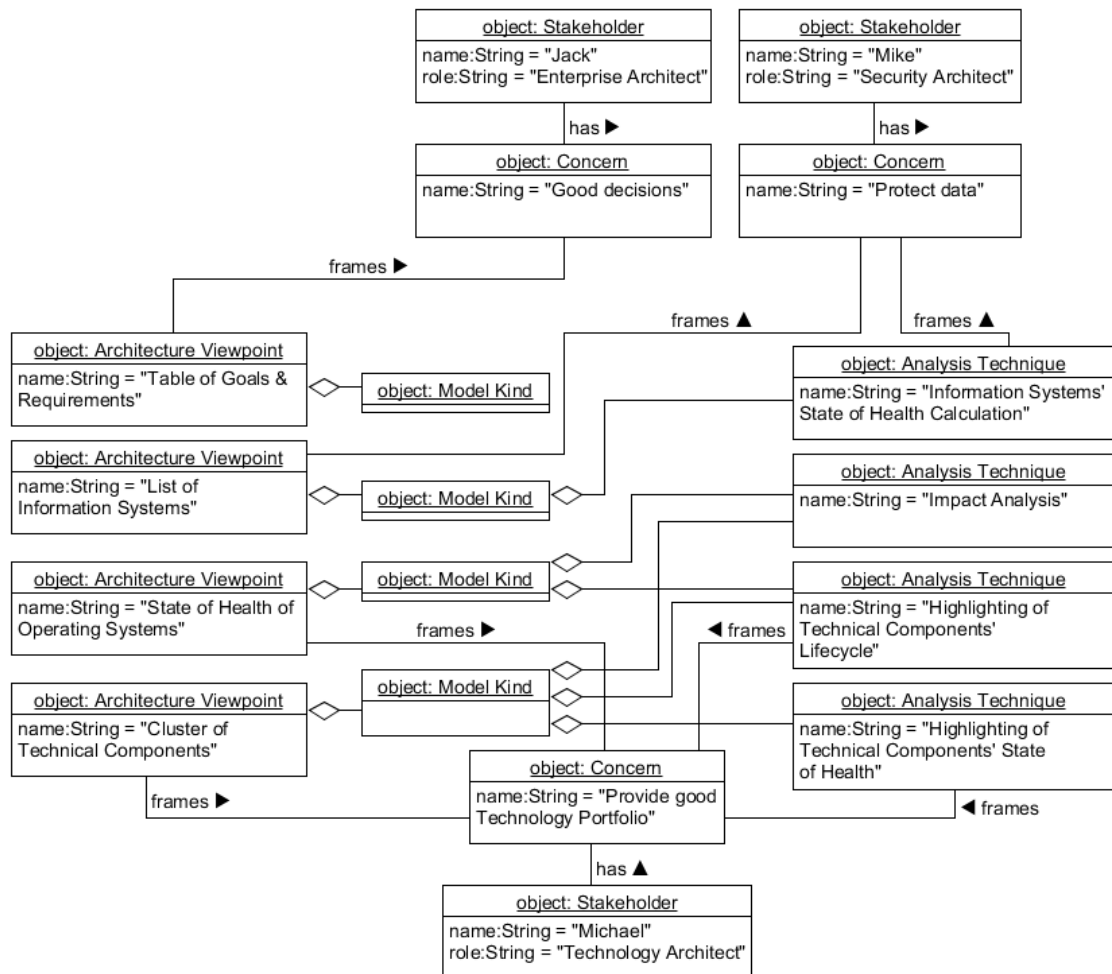 object: Stakeholder
name:String = "Jack"
role:String = "Enterprise Architect"
object: Stakeholder
name:String = "Mike"
role:String = "Security Architect"
has
has
object: Concern
name:String = "Good decisions"
object: Concern
name:String = "Protect data"
frames
frames
frames
object: Architecture Viewpoint
name:String = "Table of Goals &
Requirements"
object: Model Kind
object: Analysis Technique
name:String = "Information Systems'
State of Health Calculation"
object: Architecture Viewpoint
name:String = "List of
Information Systems"
object: Model Kind
object: Analysis Technique
name:String = "Impact Analysis"
object: Architecture Viewpoint
name:String = "State of Health of
Operating Systems"
object: Model Kind
object: Analysis Technique
name:String = "Highlighting of
Technical Components'
Lifecycle"
frames
frames
object: Architecture Viewpoint
name:String = "Cluster of
Technical Components"
object: Model Kind
object: Analysis Technique
name:String = "Highlighting of
Technical Components' State
of Health"
object: Concern
name:String = "Provide good
Technology Portfolio"
frames
frames
has
object: Stakeholder
name:String = "Michael"
role:String = "Technology Architect"